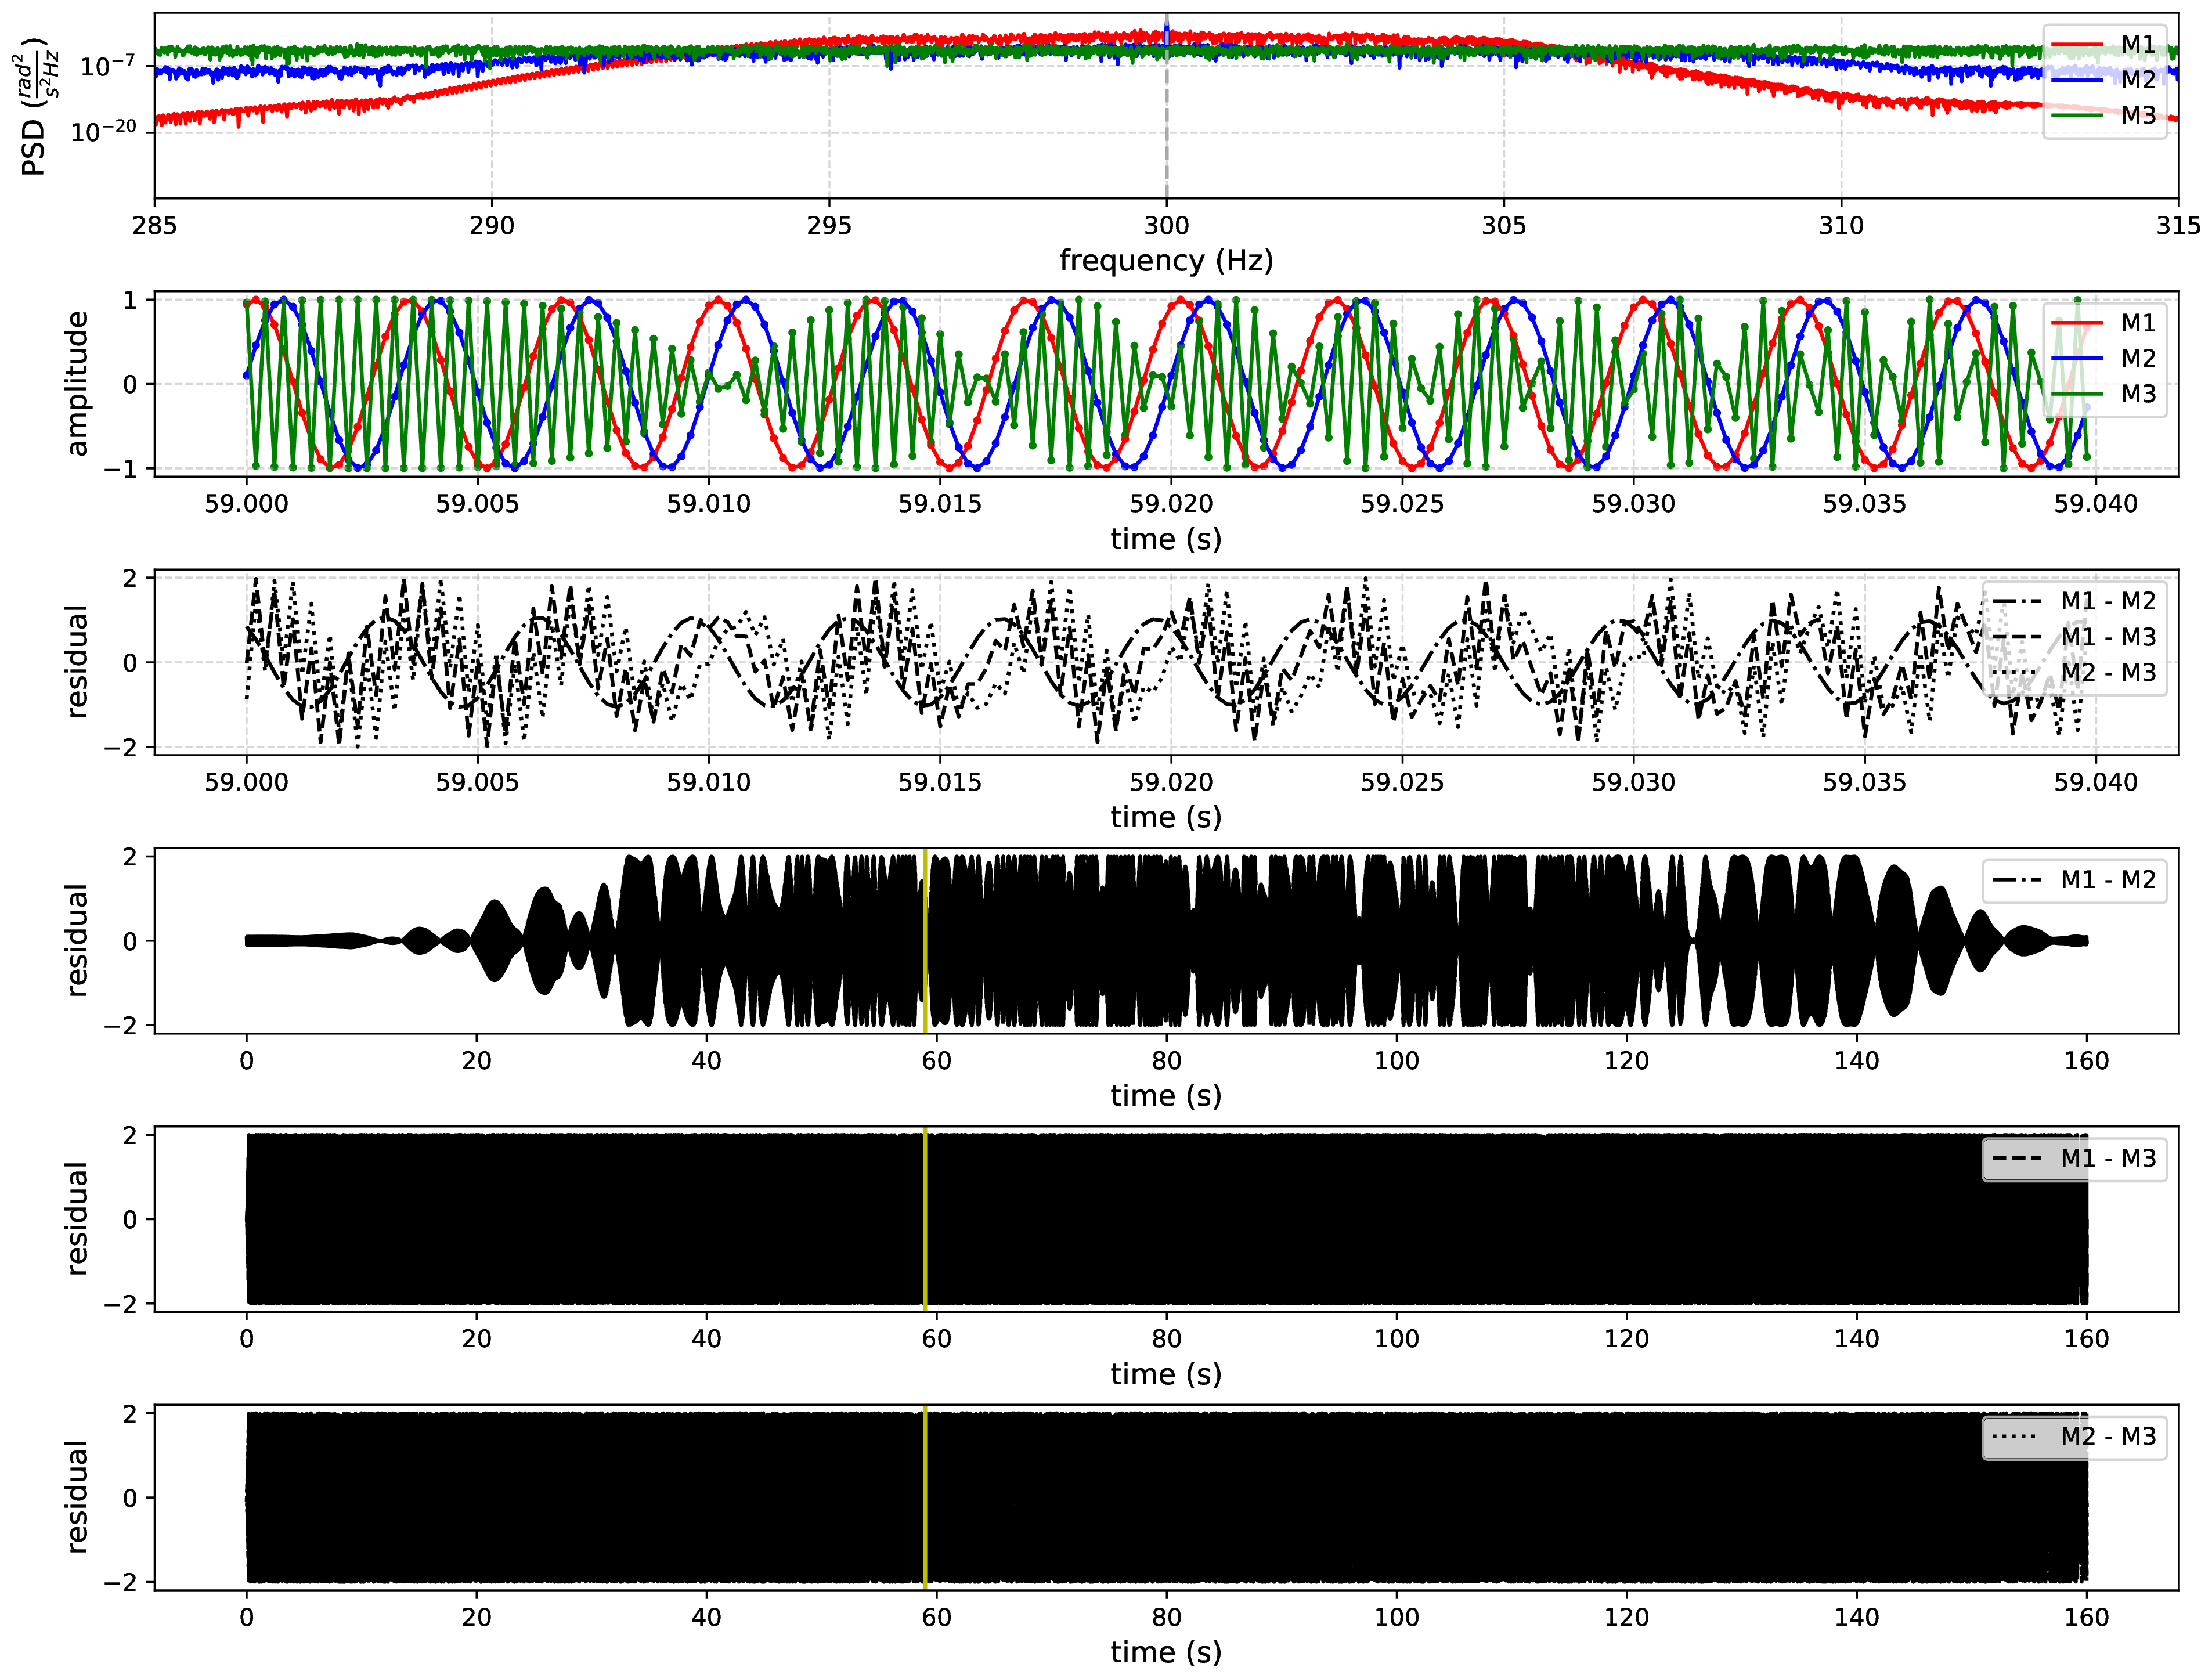 PSD (rad²/s²Hz)
10⁻⁷
10⁻²⁰
M1
M2
M3
285 290 295 300 305 310 315
frequency (Hz)
amplitude
1
0
−1
M1
M2
M3
59.000 59.005 59.010 59.015 59.020 59.025 59.030 59.035 59.040
time (s)
residual
2
0
−2
M1 - M2
M1 - M3
M2 - M3
59.000 59.005 59.010 59.015 59.020 59.025 59.030 59.035 59.040
time (s)
residual
2
0
−2
M1 - M2
0 20 40 60 80 100 120 140 160
time (s)
residual
2
0
−2
M1 - M3
0 20 40 60 80 100 120 140 160
time (s)
residual
2
0
−2
M2 - M3
0 20 40 60 80 100 120 140 160
time (s)